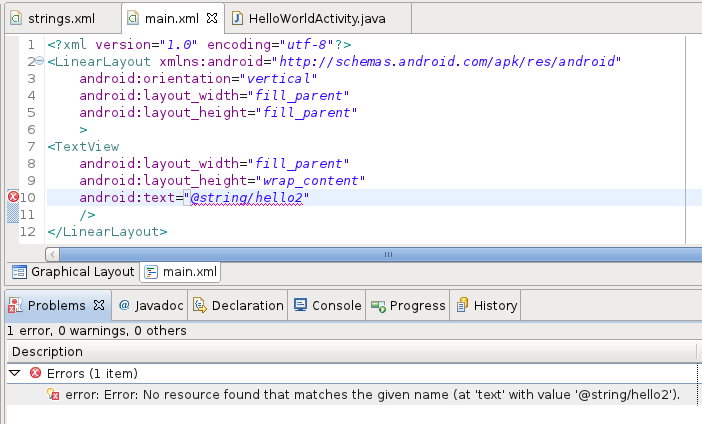 strings.xml main.xml HelloWorldActivity.java
1 <?xml version="1.0" encoding="utf-8"?>
2 <LinearLayout xmlns:android="http://schemas.android.com/apk/res/android"
3 android:orientation="vertical"
4 android:layout_width="fill_parent"
5 android:layout_height="fill_parent"
6 >
7 <TextView
8 android:layout_width="fill_parent"
9 android:layout_height="wrap_content"
10 android:text="@string/hello2"
11 />
12 </LinearLayout>
Graphical Layout main.xml
Problems @ Javadoc Declaration Console Progress History
1 error, 0 warnings, 0 others
Description
Errors (1 item)
error: Error: No resource found that matches the given name (at 'text' with value '@string/hello2').